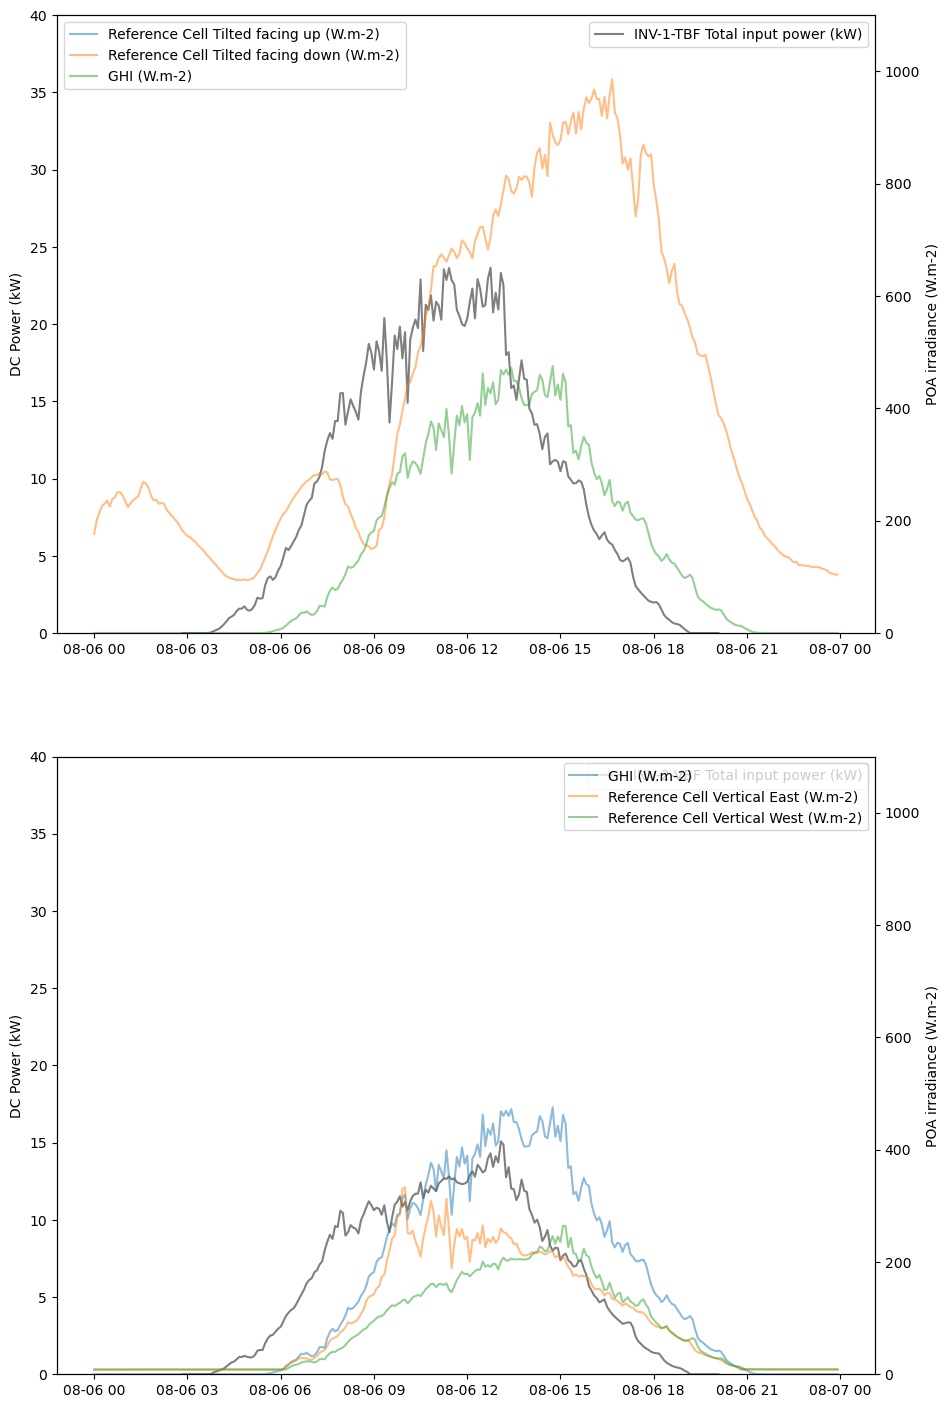 40
35
30
25
20
15
10
5
0
DC Power (kW)
Reference Cell Tilted facing up (W.m-2)
Reference Cell Tilted facing down (W.m-2)
GHI (W.m-2)
INV-1-TBF Total input power (kW)
1000
800
600
400
200
0
POA irradiance (W.m-2)
08-06 00 08-06 03 08-06 06 08-06 09 08-06 12 08-06 15 08-06 18 08-06 21 08-07 00
40
35
30
25
20
15
10
5
0
DC Power (kW)
Total input power (kW)
GHI (W.m-2)
Reference Cell Vertical East (W.m-2)
Reference Cell Vertical West (W.m-2)
1000
800
600
400
200
0
POA irradiance (W.m-2)
08-06 00 08-06 03 08-06 06 08-06 09 08-06 12 08-06 15 08-06 18 08-06 21 08-07 00